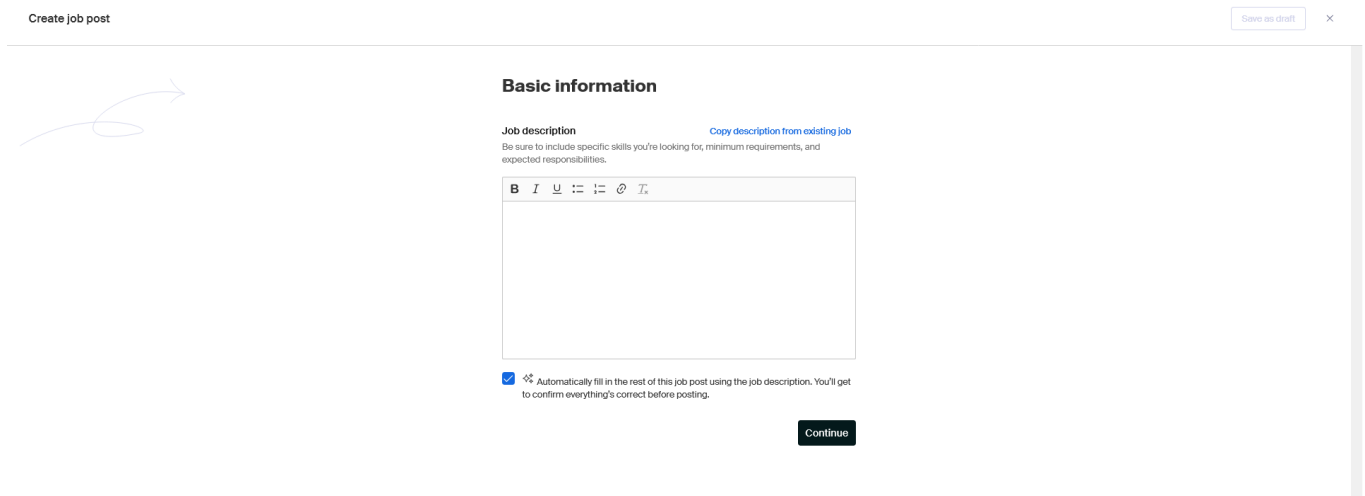 Create job post
Save as draft
Basic information
Job description
Copy description from existing job
Be sure to include specific skills you're looking for, minimum requirements, and
expected responsibilities.
B I U
Automatically fill in the rest of this job post using the job description. You'll get
to confirm everything's correct before posting.
Continue